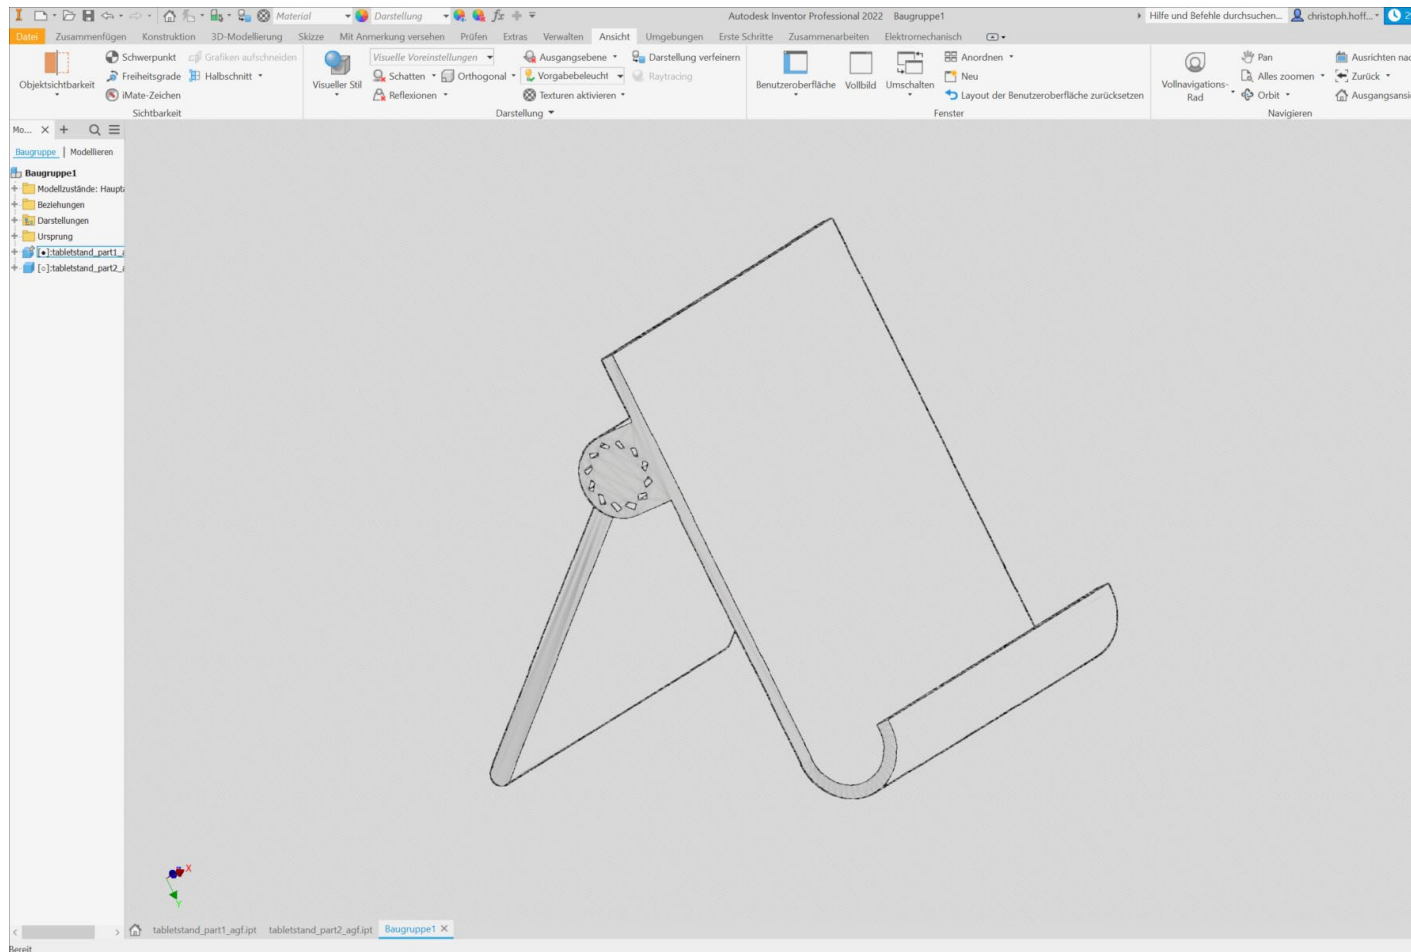 Material Darstellung Autodesk Inventor Professional 2022 Baugruppe1 Hilfe und Befehle durchsuchen... christoph.hoff...
Datei Zusammenfügen Konstruktion 3D-Modellierung Skizze Mit Anmerkung versehen Prüfen Extras Verwalten Ansicht Umgebungen Erste Schritte Zusammenarbeiten Elektromechanisch
Objektsichtbarkeit
Schwerpunkt Grafiken aufschneiden
Freiheitsgrade Halbschnitt
iMate-Zeichen
Sichtbarkeit
Visueller Stil
Visuelle Voreinstellungen Ausgangsebene Darstellung verfeinern
Schatten Orthogonal Vorgabebeleucht Raytracing
Reflexionen Texturen aktivieren
Darstellung
Benutzeroberfläche Vollbild Umschalten
Anordnen
Neu
Layout der Benutzeroberfläche zurücksetzen
Fenster
Vollnavigations-
Rad
Pan Ausrichten nac
Alles zoomen Zurück
Orbit Ausgangsansi
Navigieren
Mo...
Baugruppe | Modellieren
Baugruppe1
Modellzustände: Haupt
Beziehungen
Darstellungen
Ursprung
[•]:tabletstand_part1_a
[○]:tabletstand_part2_a
X
Y
tabletstand_part1_agf.ipt tabletstand_part2_agf.ipt Baugruppe1
Bereit